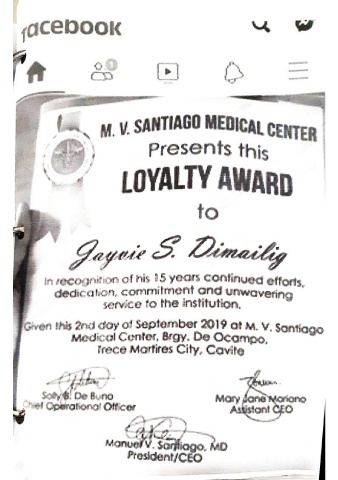 facebook
1
M. V. SANTIAGO MEDICAL CENTER
Presents this
LOYALTY AWARD
to
Jayvie S. Dimailig
In recognition of his 15 years continued efforts,
dedication, commitment and unwavering
service to the institution.
Given this 2nd day of September 2019 at M. V. Santiago
Medical Center, Brgy. De Ocampo,
Trece Martires City, Cavite
Solly B. De Buno
Chief Operational Officer
Mary Jane Mariano
Assistant CEO
Manuel V. Santiago, MD
President/CEO